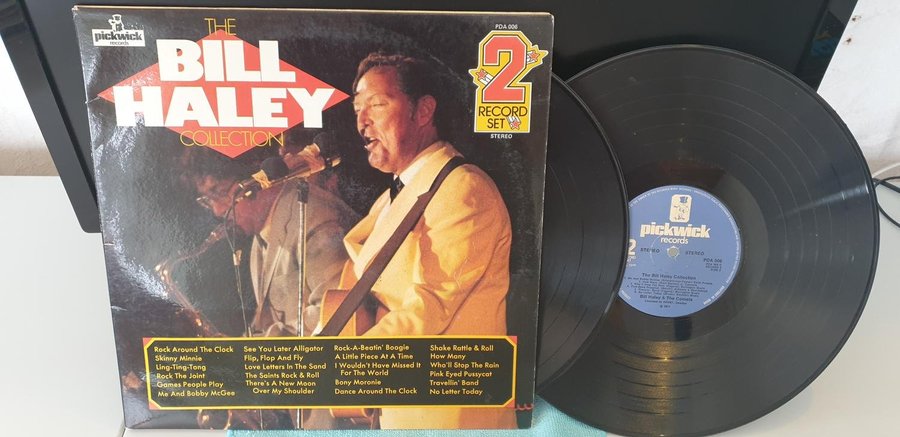 pickwick
records
THE
BILL
HALEY
COLLECTION
PDA 006
2
RECORD
SET
STEREO
Rock Around The Clock
Skinny Minnie
Ling-Ting-Tong
Rock The Joint
Games People Play
Me And Bobby McGee
See You Later Alligator
Flip, Flop And Fly
Love Letters In The Sand
The Saints Rock & Roll
There's A New Moon
Over My Shoulder
Rock-A-Beatin' Boogie
A Little Piece At A Time
I Wouldn't Have Missed It
For The World
Bony Moronie
Dance Around The Clock
Shake Rattle & Roll
How Many
Who'll Stop The Rain
Pink Eyed Pussycat
Travellin' Band
No Letter Today
pickwick
records
STEREO
STEREO
2
PDA 006
The Bill Haley Collection
Bill Haley & The Comets